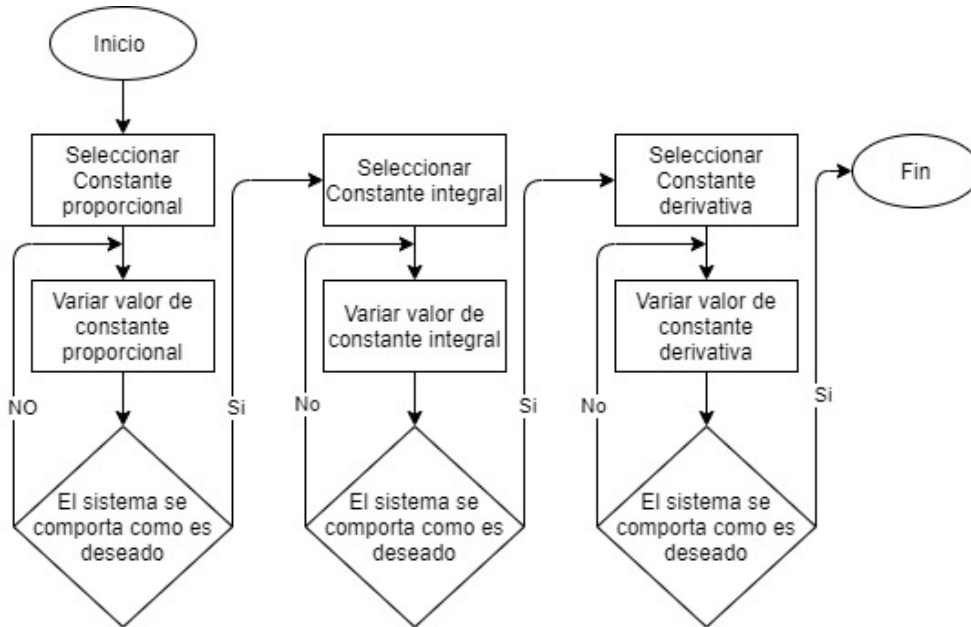 Inicio
Seleccionar
Constante
proporcional
Variar valor de
constante
proporcional
NO
Si
El sistema se
comporta como es
deseado
Seleccionar
Constante integral
Variar valor de
constante integral
No
Si
El sistema se
comporta como es
deseado
Seleccionar
Constante
derivativa
Variar valor de
constante
derivativa
No
Si
El sistema se
comporta como es
deseado
Fin